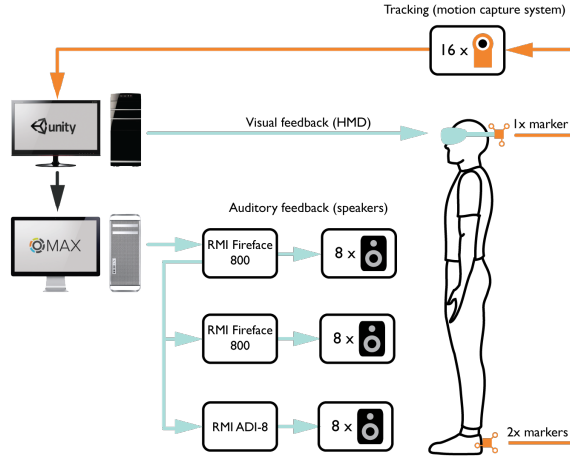 Tracking (motion capture system)
16 x
unity
Visual feedback (HMD)
1x marker
Auditory feedback (speakers)
MAX
RMI Fireface
800
8 x
RMI Fireface
800
8 x
RMI ADI-8
8 x
2x markers